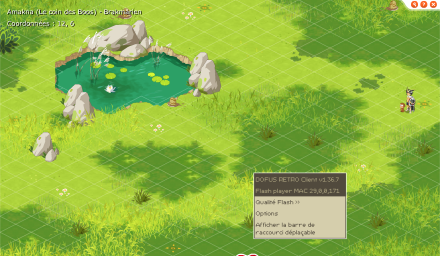 Amakna (Le coin des Boos) - Brakmarien
Coordonnées : 12, 6
DOFUS RETRO Client v1.36.7
Flash player MAC 29,0,0,171
Qualité Flash >>
Options
Afficher la barre de
raccourci déplaçable